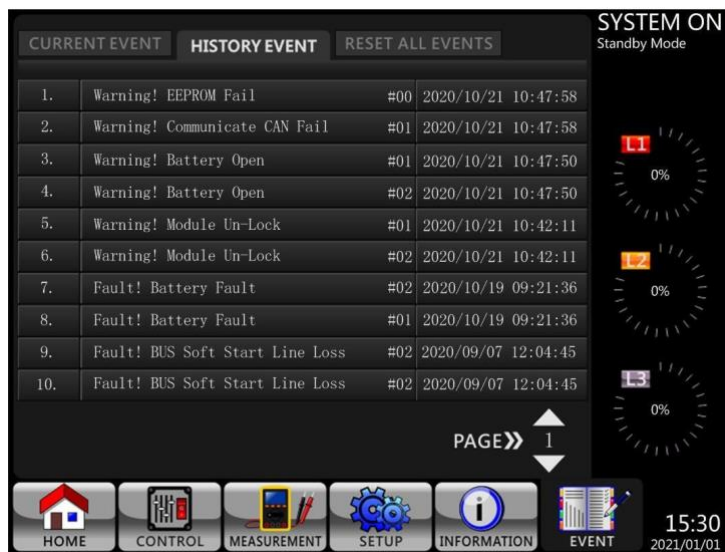 SYSTEM ON
Standby Mode
CURRENT EVENT HISTORY EVENT RESET ALL EVENTS
1. Warning! EEPROM Fail #00 2020/10/21 10:47:58
2. Warning! Communicate CAN Fail #01 2020/10/21 10:47:58
3. Warning! Battery Open #01 2020/10/21 10:47:50
4. Warning! Battery Open #02 2020/10/21 10:47:50
5. Warning! Module Un-Lock #01 2020/10/21 10:42:11
6. Warning! Module Un-Lock #02 2020/10/21 10:42:11
7. Fault! Battery Fault #02 2020/10/19 09:21:36
8. Fault! Battery Fault #01 2020/10/19 09:21:36
9. Fault! BUS Soft Start Line Loss #02 2020/09/07 12:04:45
10. Fault! BUS Soft Start Line Loss #02 2020/09/07 12:04:45
L1
0%
L2
0%
L3
0%
PAGE» 1
HOME CONTROL MEASUREMENT SETUP INFORMATION EVENT
15:30
2021/01/01